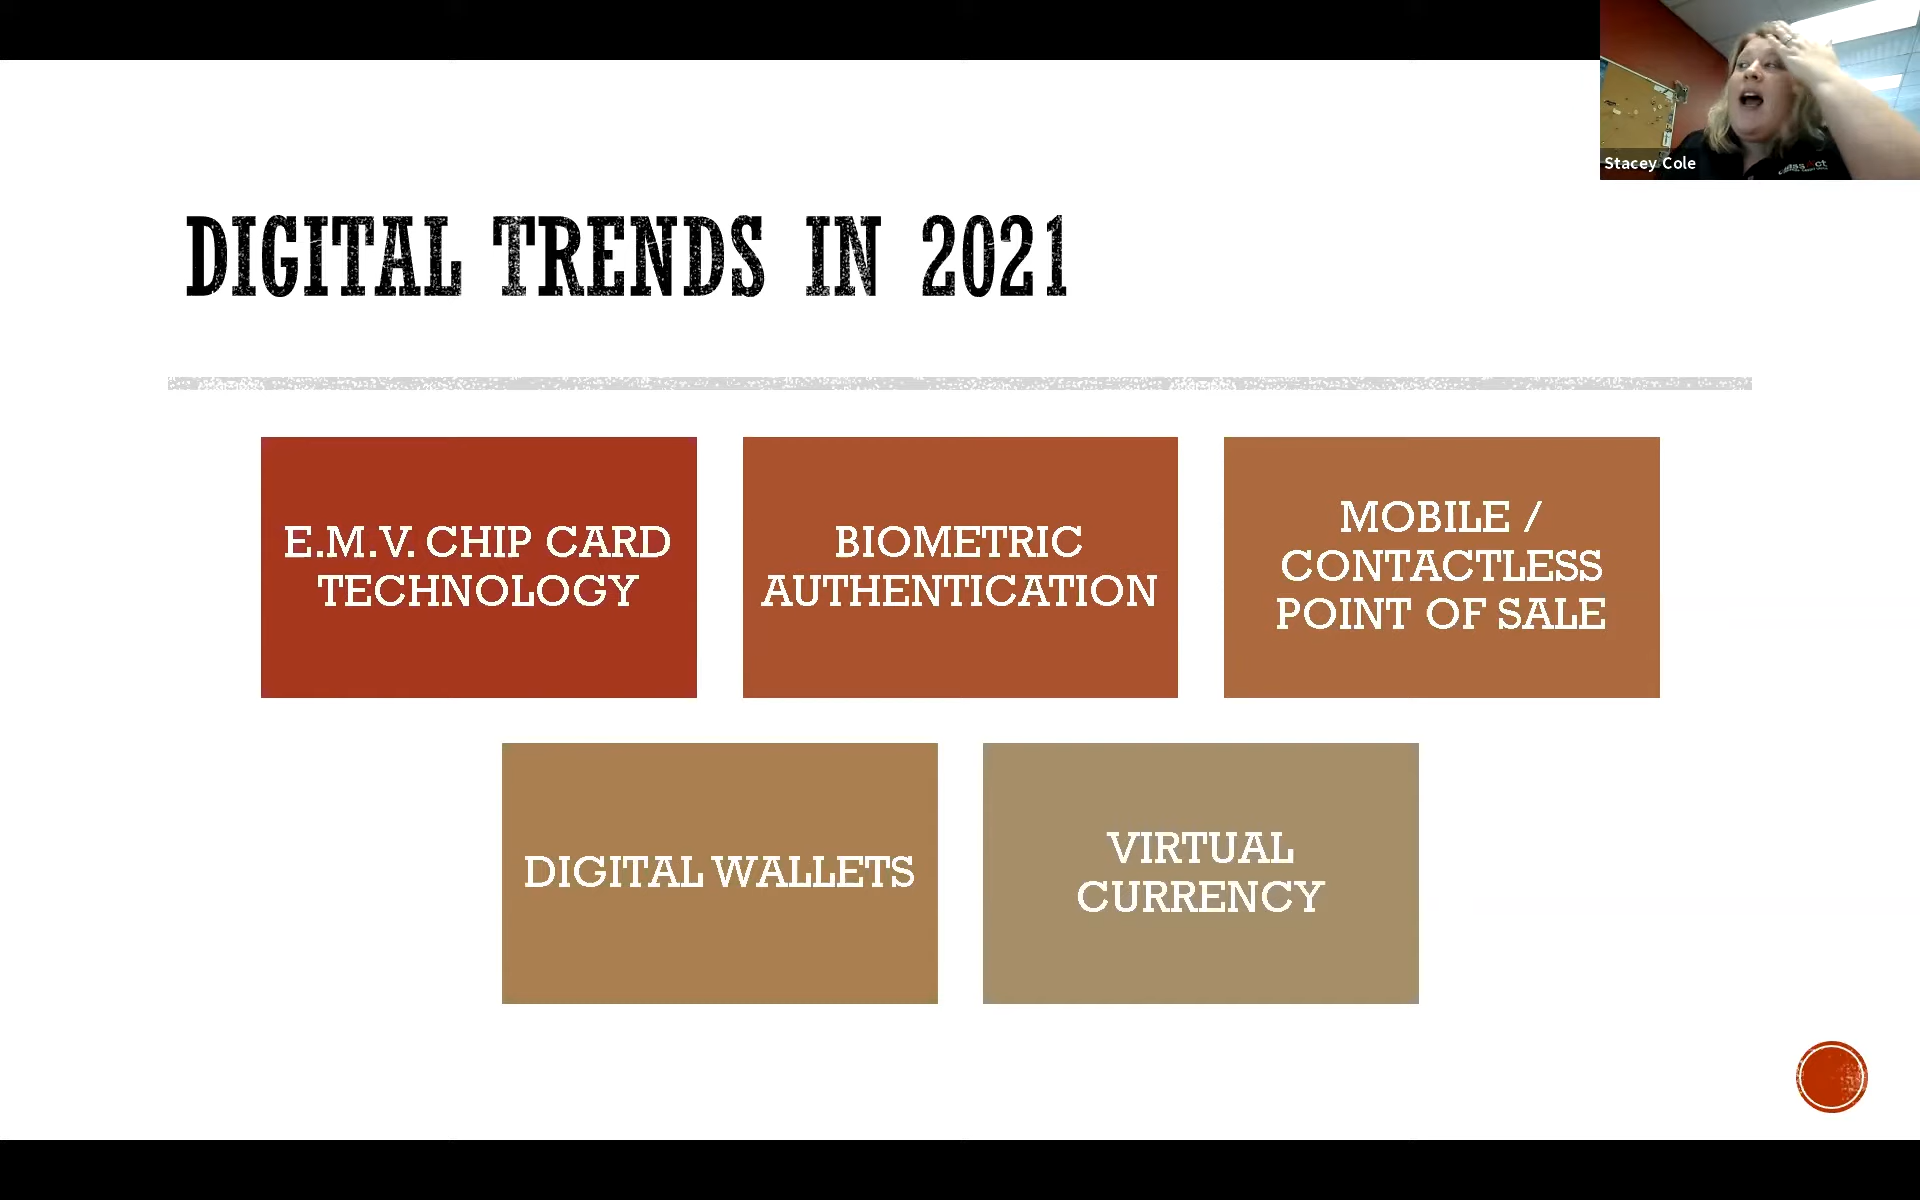 Stacey Cole
DIGITAL TRENDS IN 2021
E.M.V. CHIP CARD
TECHNOLOGY
BIOMETRIC
AUTHENTICATION
MOBILE /
CONTACTLESS
POINT OF SALE
DIGITAL WALLETS
VIRTUAL
CURRENCY